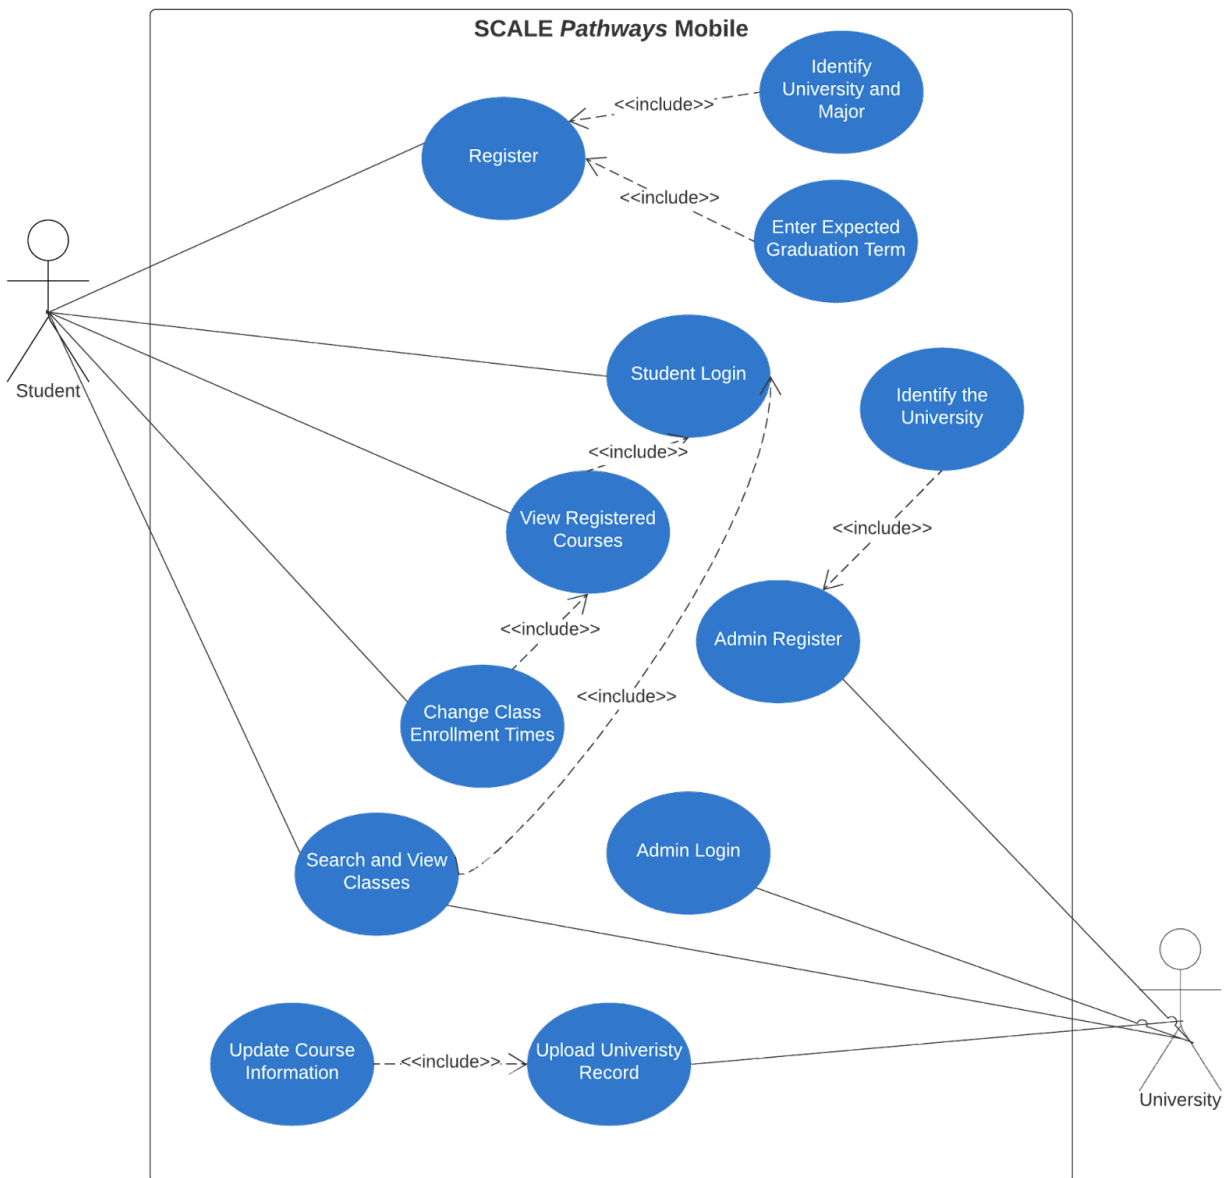 SCALE Pathways Mobile
Identify
University and
Major
<<include>>
Register
<<include>>
Enter Expected
Graduation Term
Student
Student Login
Identify the
University
<<include>>
View Registered
Courses
<<include>>
<<include>>
Admin Register
<<include>>
Change Class
Enrollment Times
Search and View
Classes
Admin Login
Update Course
Information
<<include>>
Upload Univeristy
Record
University